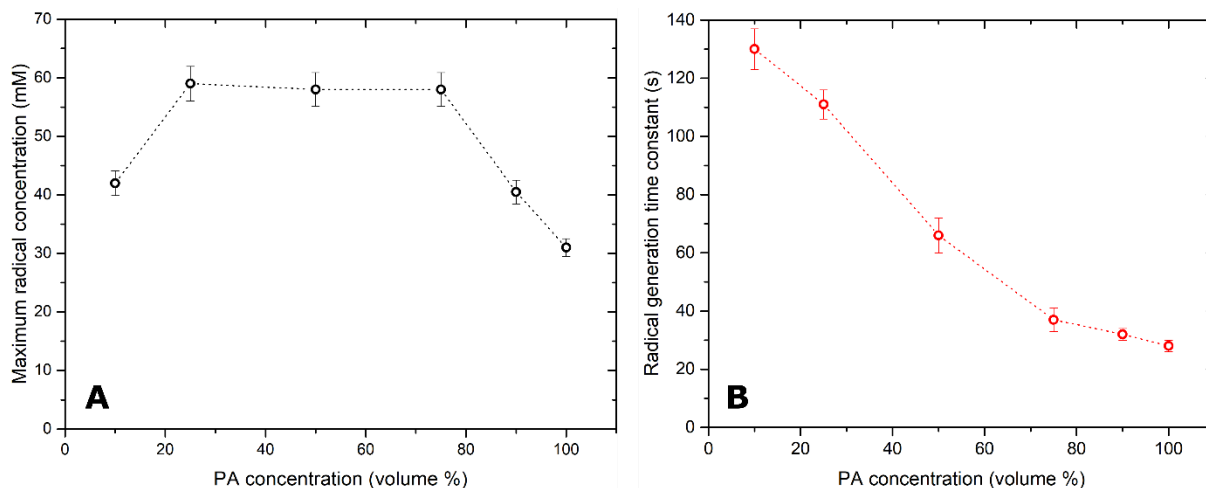 70
60
50
40
30
20
10
0
Maximum radical concentration (mM)
A
0 20 40 60 80 100
PA concentration (volume %)
140
120
100
80
60
40
20
0
Radical generation time constant (s)
B
0 20 40 60 80 100
PA concentration (volume %)